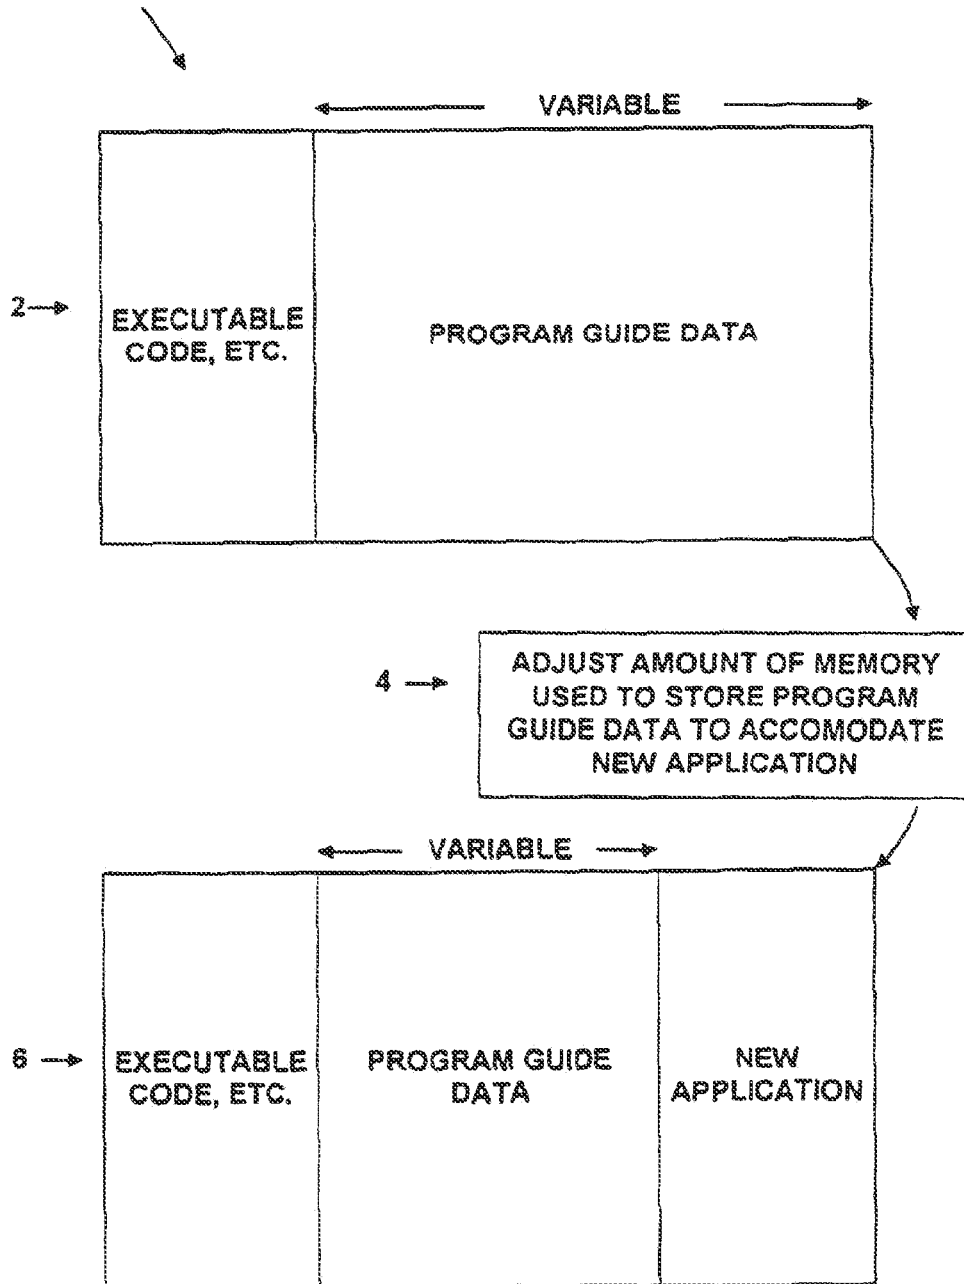 VARIABLE
2
EXECUTABLE
CODE, ETC.
PROGRAM GUIDE DATA
4
ADJUST AMOUNT OF MEMORY
USED TO STORE PROGRAM
GUIDE DATA TO ACCOMODATE
NEW APPLICATION
VARIABLE
6
EXECUTABLE
CODE, ETC.
PROGRAM GUIDE
DATA
NEW
APPLICATION